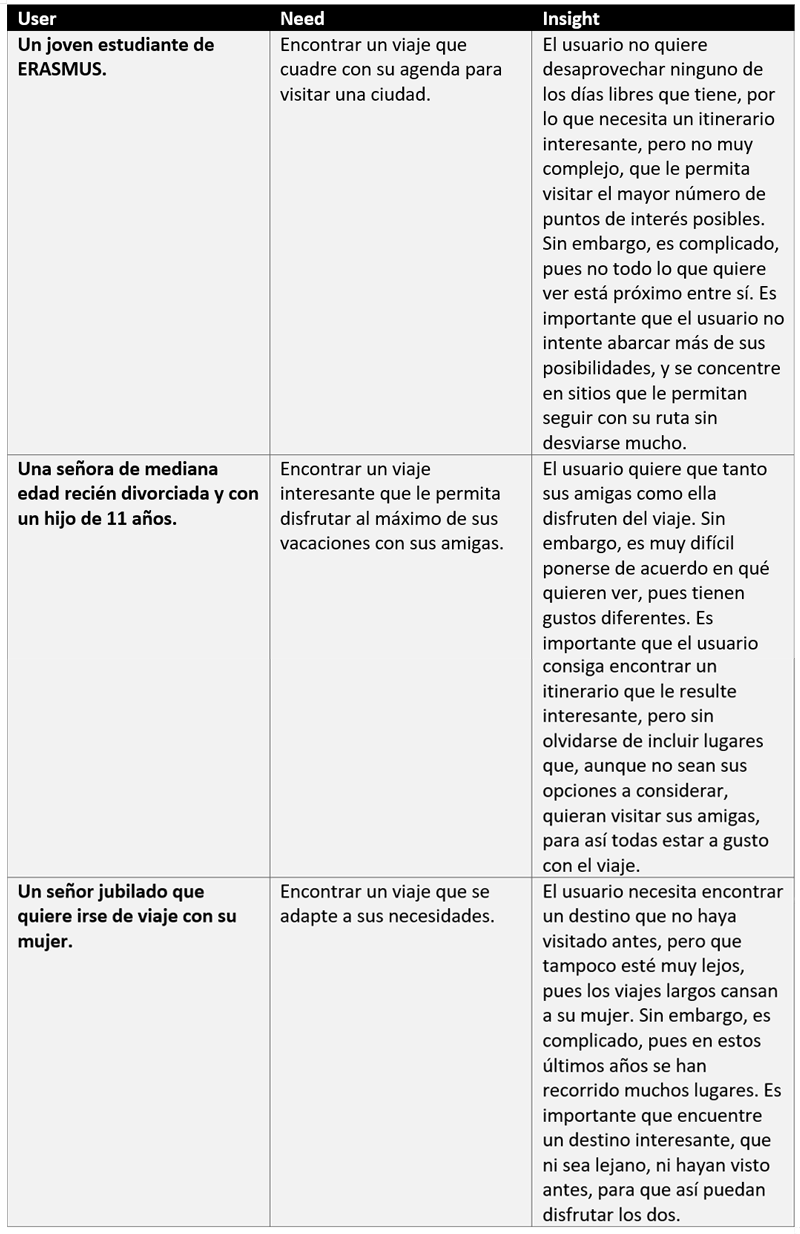 User Need Insight
Un joven estudiante de
ERASMUS.
Encontrar un viaje que
cuadre con su agenda para
visitar una ciudad.
El usuario no quiere
desaprovechar ninguno de
los días libres que tiene, por
lo que necesita un itinerario
interesante, pero no muy
complejo, que le permita
visitar el mayor número de
puntos de interés posibles.
Sin embargo, es complicado,
pues no todo lo que quiere
ver está próximo entre sí. Es
importante que el usuario no
intente abarcar más de sus
posibilidades, y se concentre
en sitios que le permitan
seguir con su ruta sin
desviarse mucho.
Una señora de mediana
edad recién divorciada y con
un hijo de 11 años.
Encontrar un viaje
interesante que le permita
disfrutar al máximo de sus
vacaciones con sus amigas.
El usuario quiere que tanto
sus amigas como ella
disfruten del viaje. Sin
embargo, es muy difícil
ponerse de acuerdo en qué
quieren ver, pues tienen
gustos diferentes. Es
importante que el usuario
consiga encontrar un
itinerario que le resulte
interesante, pero sin
olvidarse de incluir lugares
que, aunque no sean sus
opciones a considerar,
quieran visitar sus amigas,
para así todas estar a gusto
con el viaje.
Un señor jubilado que
quiere irse de viaje con su
mujer.
Encontrar un viaje que se
adapte a sus necesidades.
El usuario necesita encontrar
un destino que no haya
visitado antes, pero que
tampoco esté muy lejos,
pues los viajes largos cansan
a su mujer. Sin embargo, es
complicado, pues en estos
últimos años se han
recorrido muchos lugares. Es
importante que encuentre
un destino interesante, que
ni sea lejano, ni hayan visto
antes, para que así puedan
disfrutar los dos.